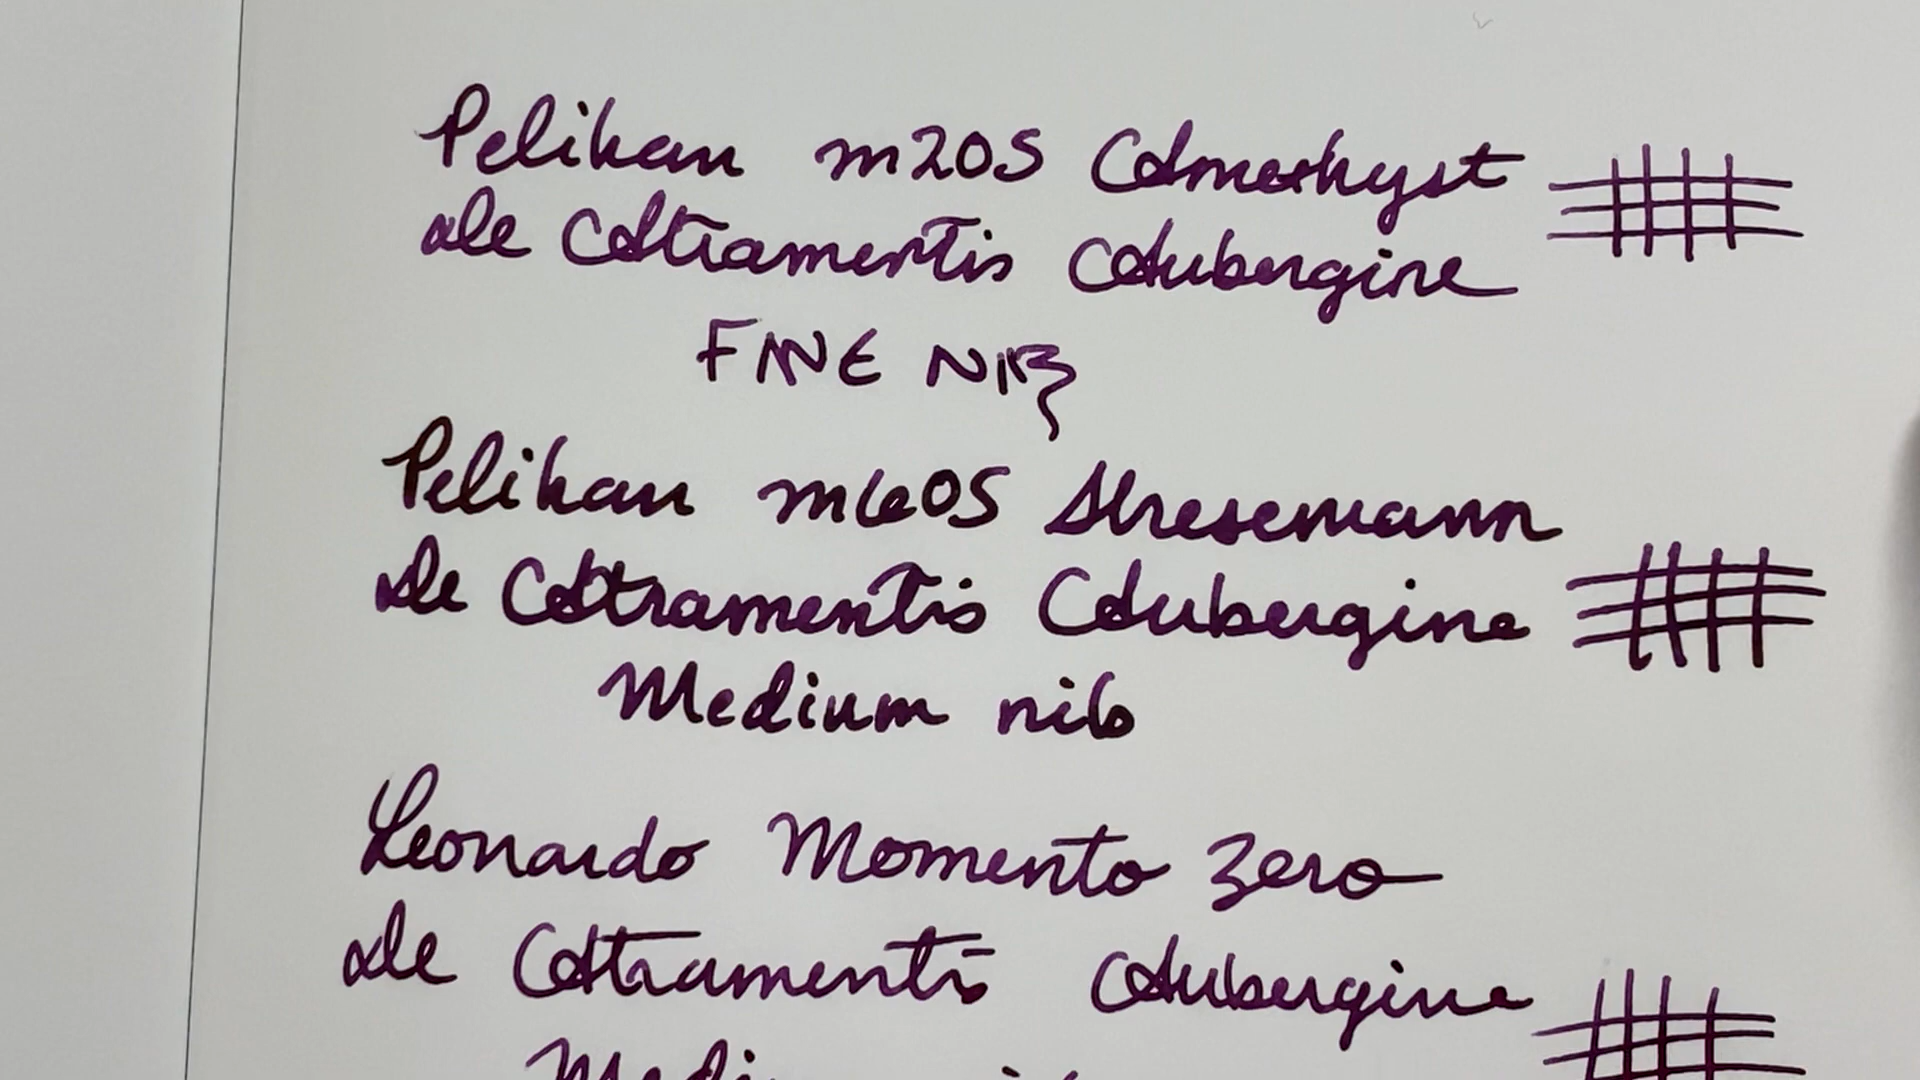 Pelikan m205 Amethyst
De Atramentis Aubergine
FINE NIB
Pelikan m605 Stresemann
De Atramentis Aubergine
Medium nib
Leonardo Momento Zero
De Atramentis Aubergine